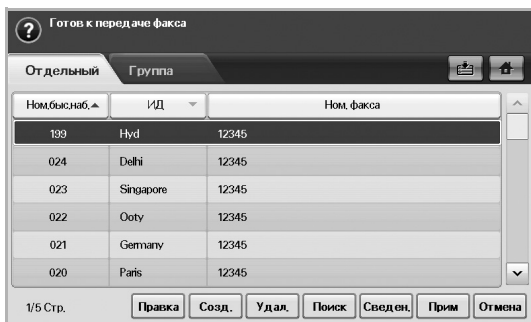 Готов к передаче факса
Отдельный Группа
Ном.быс.наб. ИД Ном. факса
199 Hyd 12345
024 Delhi 12345
023 Singapore 12345
022 Ooty 12345
021 Germany 12345
020 Paris 12345
1/5 Стр. Правка Созд. Удал. Поиск Сведен. Прим Отмена